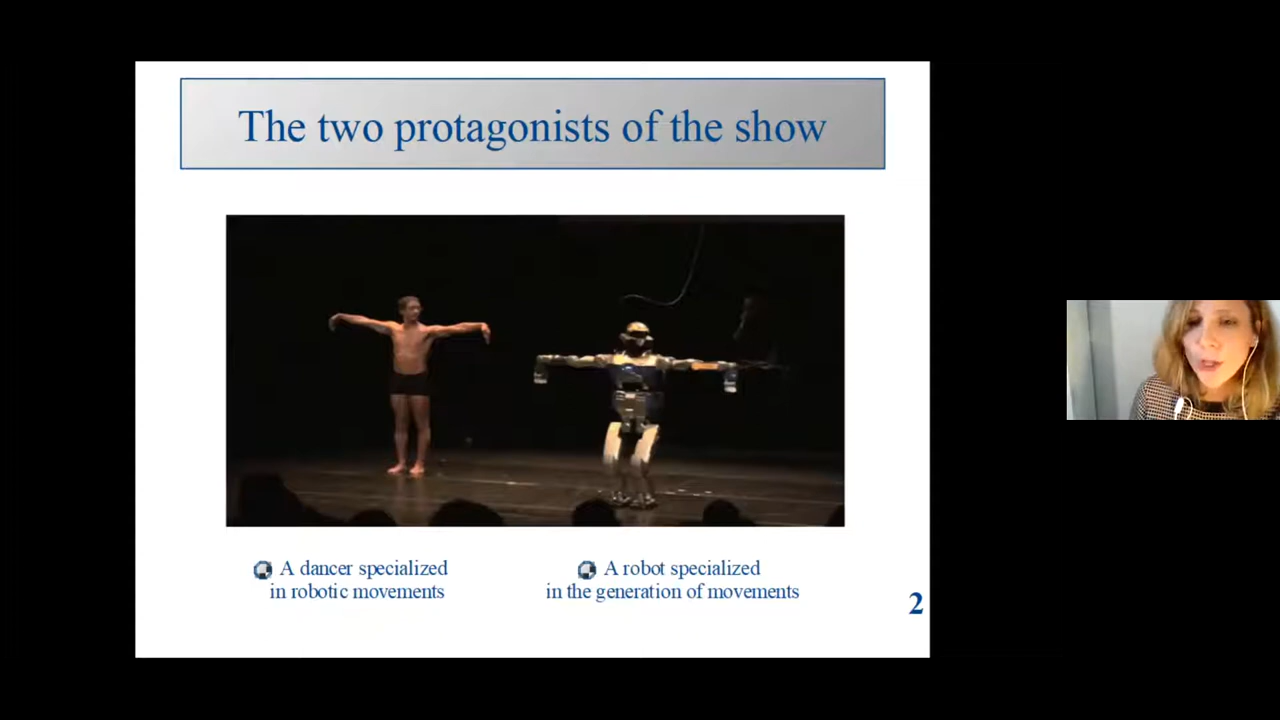 The two protagonists of the show
A dancer specialized
in robotic movements
A robot specialized
in the generation of movements
2